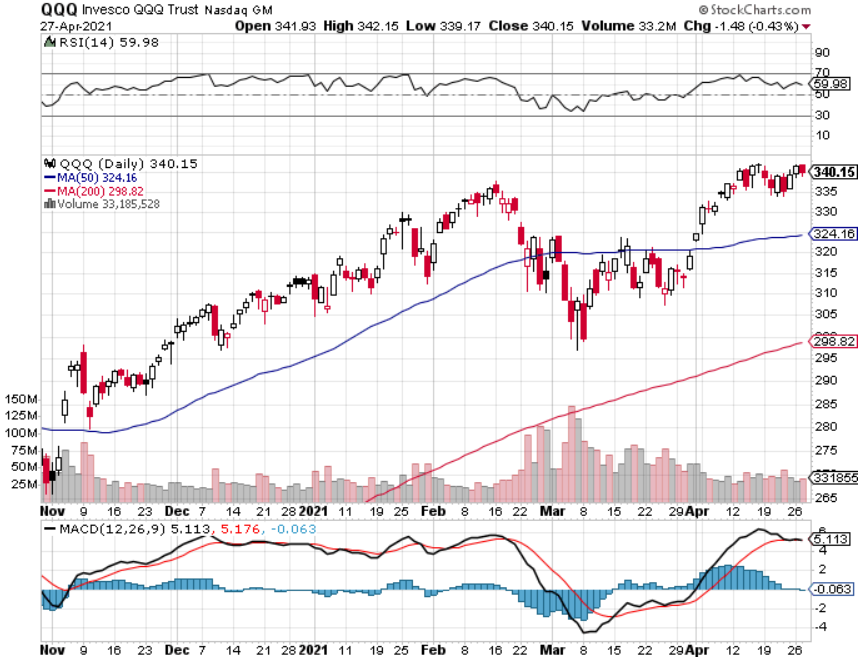 QQQ Invesco QQQ Trust Nasdaq GM © StockCharts.com
27-Apr-2021 Open 341.93 High 342.15 Low 339.17 Close 340.15 Volume 33.2M Chg -1.48 (-0.43%)
RSI(14) 59.98
90
70
59.98
50
30
10
QQQ (Daily) 340.15
MA(50) 324.16
MA(200) 298.82
Volume 33,185,528
340.15
335
330
324.16
320
315
310
305
298.82
295
290
285
280
275
331855
265
150M
125M
100M
75M
50M
25M
Nov 9 16 23 Dec 7 14 21 28 2021 11 19 25 Feb 8 16 22 Mar 8 15 22 29 Apr 12 19 26
MACD(12,26,9) 5.113, 5.176, -0.063
6
5.113
4
2
-0.063
-2
-4
Nov 9 16 23 Dec 7 14 21 28 2021 11 19 25 Feb 8 16 22 Mar 8 15 22 29 Apr 12 19 26